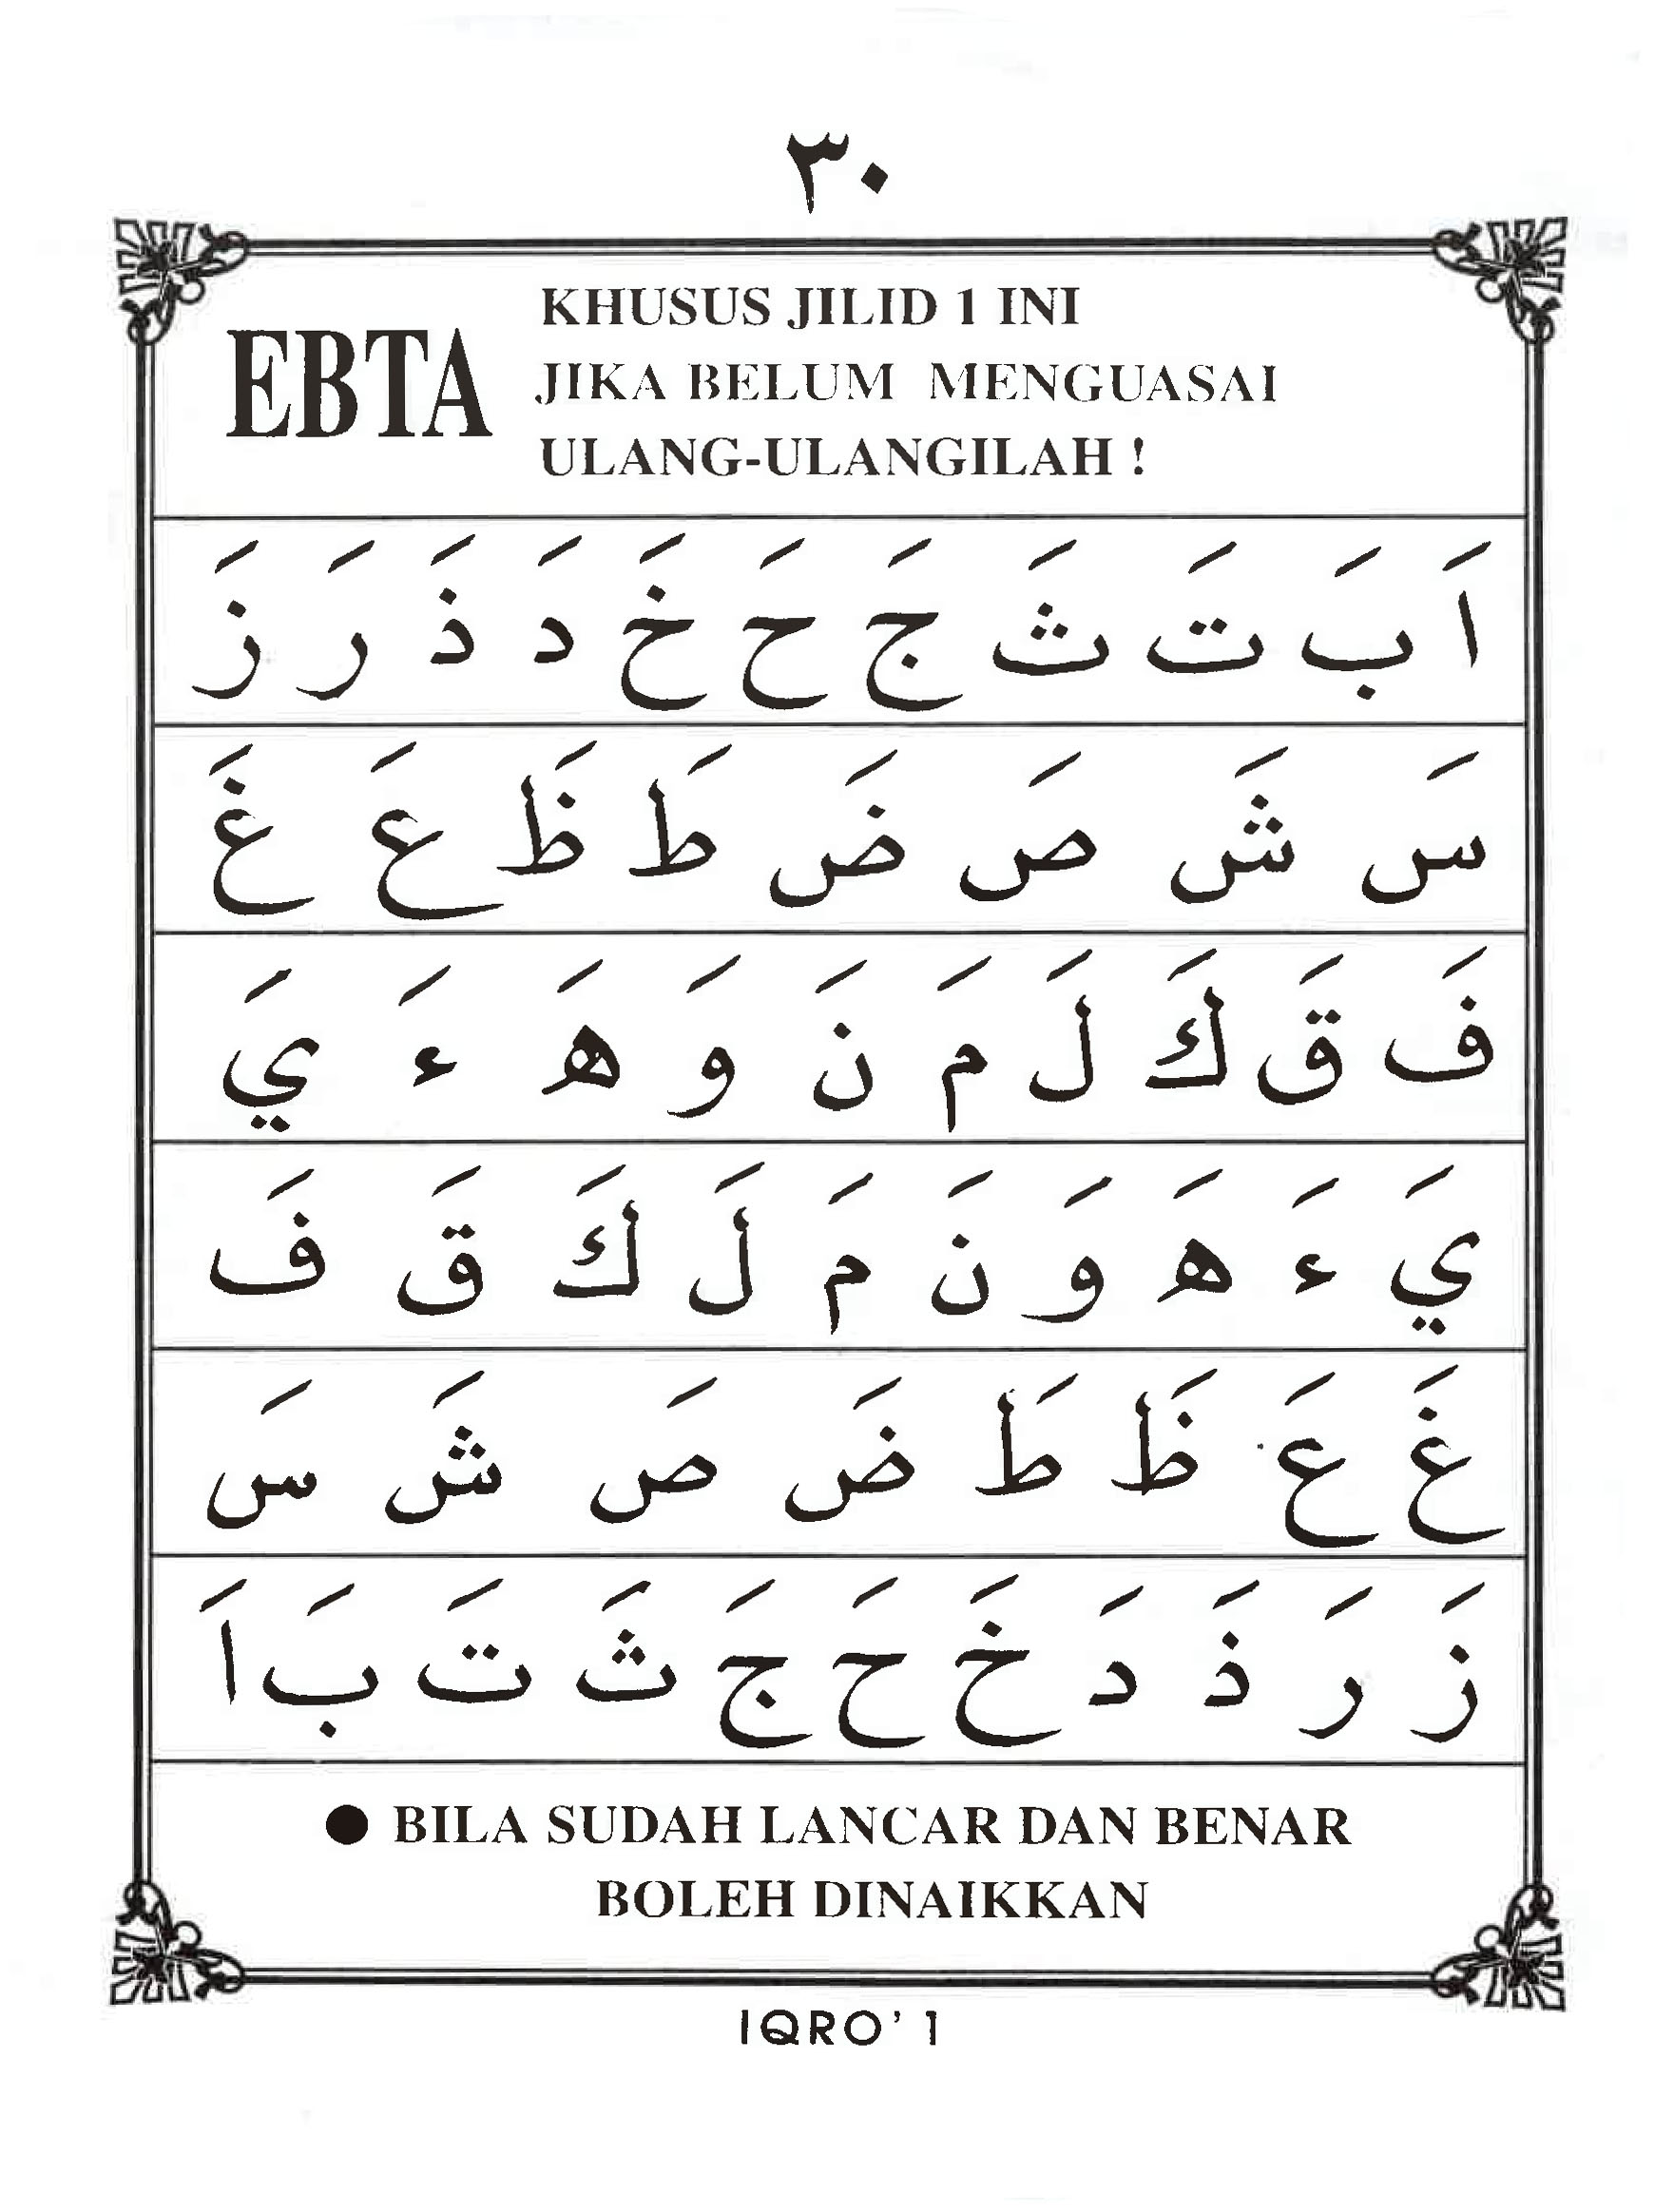 ٣٠
KHUSUS JILID 1 INI
EBTA JIKA BELUM MENGUASAI
ULANG-ULANGILAH !
اَ بَ تَ ثَ جَ حَ خَ دَ ذَ رَ زَ
سَ شَ صَ ضَ طَ ظَ عَ غَ
فَ قَ كَ لَ مَ نَ وَ هَ ءَ يَ
يَ ءَ هَ وَ نَ مَ لَ كَ قَ فَ
غَ عَ ظَ طَ ضَ صَ شَ سَ
زَ رَ ذَ دَ خَ حَ جَ ثَ تَ بَ اَ
● BILA SUDAH LANCAR DAN BENAR
BOLEH DINAIKKAN
IQRO' 1